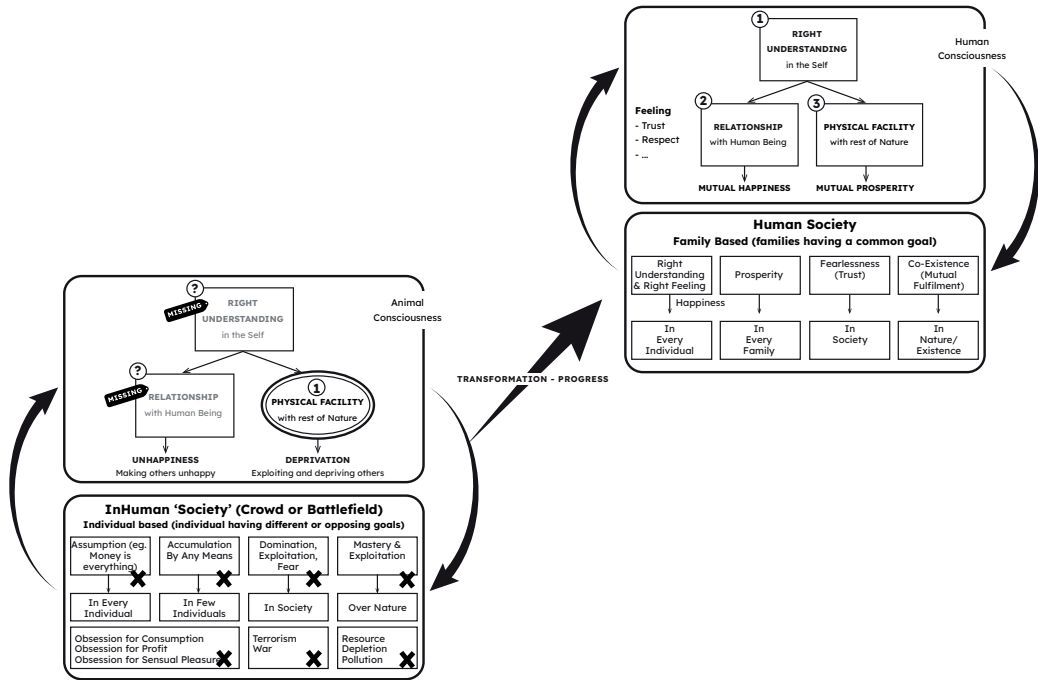 1
RIGHT
UNDERSTANDING
in the Self
Human
Consciousness
Feeling
- Trust
- Respect
- ...
2
RELATIONSHIP
with Human Being
3
PHYSICAL FACILITY
with rest of Nature
MUTUAL HAPPINESS
MUTUAL PROSPERITY
Human Society
Family Based (families having a common goal)
Right
Understanding
& Right Feeling
Prosperity
Fearlessness
(Trust)
Co-Existence
(Mutual
Fulfilment)
Happiness
In
Every
Individual
In
Every
Family
In
Society
In
Nature/
Existence
TRANSFORMATION - PROGRESS
?
MISSING
RIGHT
UNDERSTANDING
in the Self
Animal
Consciousness
?
MISSING
RELATIONSHIP
with Human Being
1
PHYSICAL FACILITY
with rest of Nature
UNHAPPINESS
Making others unhappy
DEPRIVATION
Exploiting and depriving others
InHuman ‘Society’ (Crowd or Battlefield)
Individual based (individual having different or opposing goals)
Assumption (eg.
Money is
everything)
Accumulation
By Any Means
Domination,
Exploitation,
Fear
Mastery &
Exploitation
In Every
Individual
In Few
Individuals
In Society
Over Nature
Obsession for Consumption
Obsession for Profit
Obsession for Sensual Pleasure
Terrorism
War
Resource
Depletion
Pollution